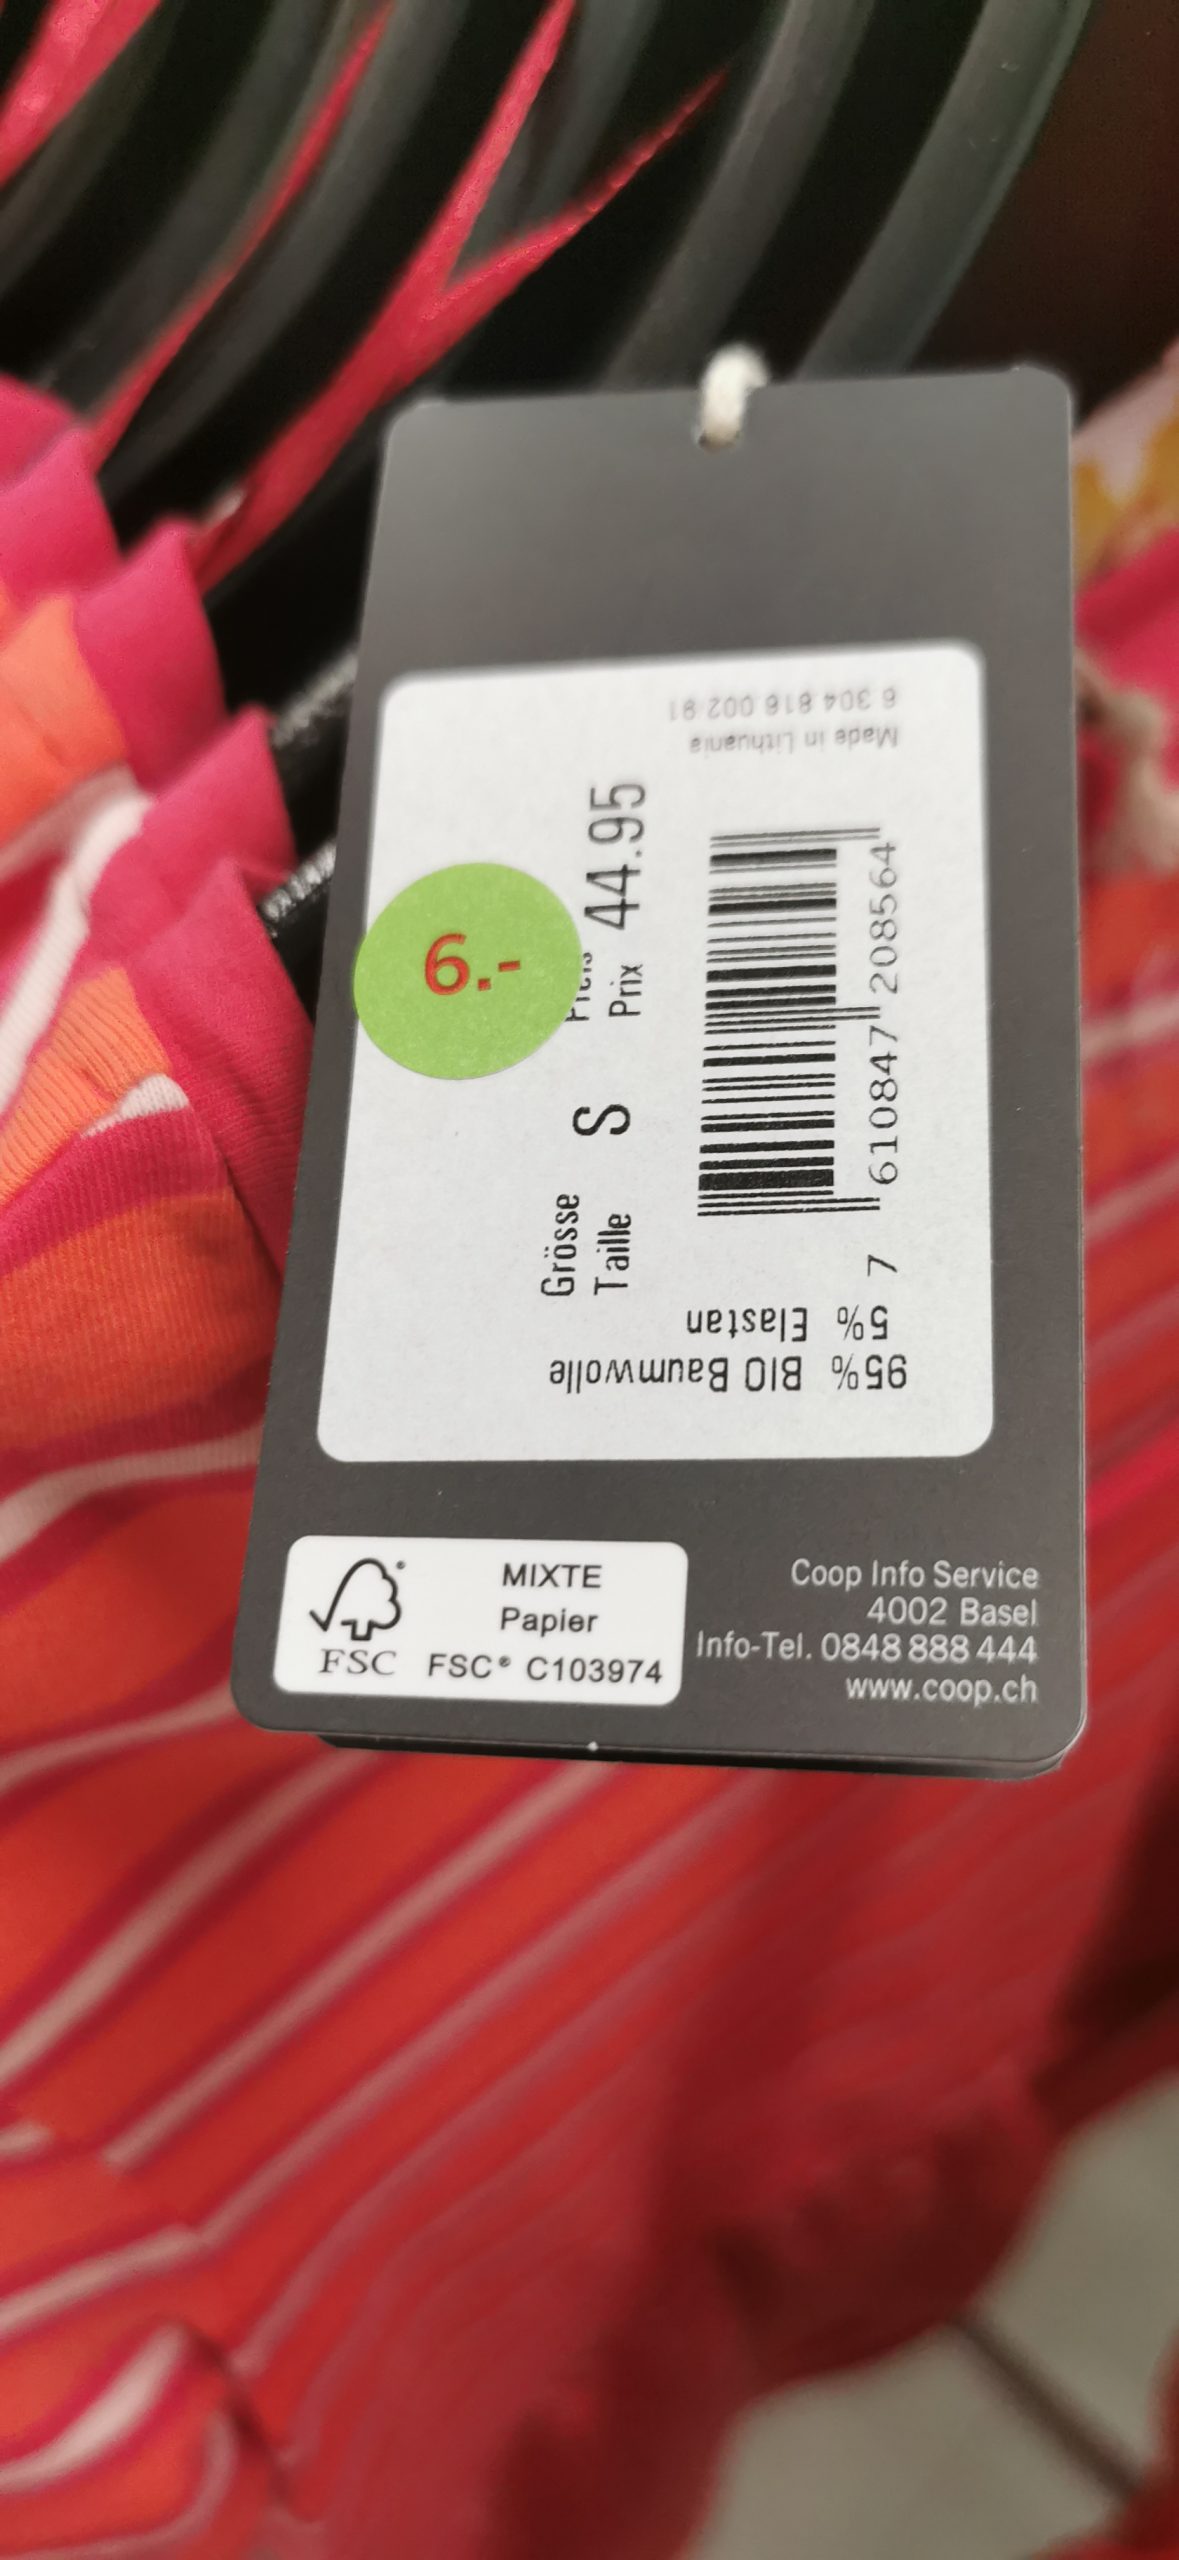 6 304 816 002 91
Made in Lithuania
6.-
Preis
Prix 44.95
Grösse
Taille S
7 610847 208564
95% BIO Baumwolle
5% Elastan
FSC®
MIXTE
Papier
FSC® C103974
Coop Info Service
4002 Basel
Info-Tel. 0848 888 444
www.coop.ch